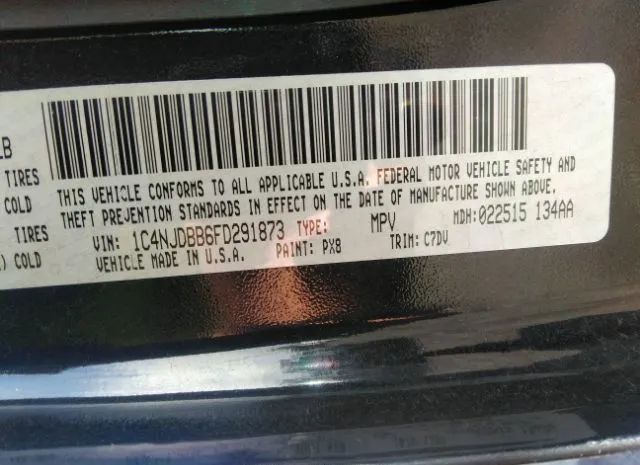 LB
TIRES
COLD
TIRES
) COLD
THIS VEHICLE CONFORMS TO ALL APPLICABLE U.S.A. FEDERAL MOTOR VEHICLE SAFETY AND
THEFT PREVENTION STANDARDS IN EFFECT ON THE DATE OF MANUFACTURE SHOWN ABOVE.
VIN: 1C4NJDBB6FD291873 TYPE: MPV MDH:022515 134AA
VEHICLE MADE IN U.S.A. PAINT: PX8 TRIM: C7DV